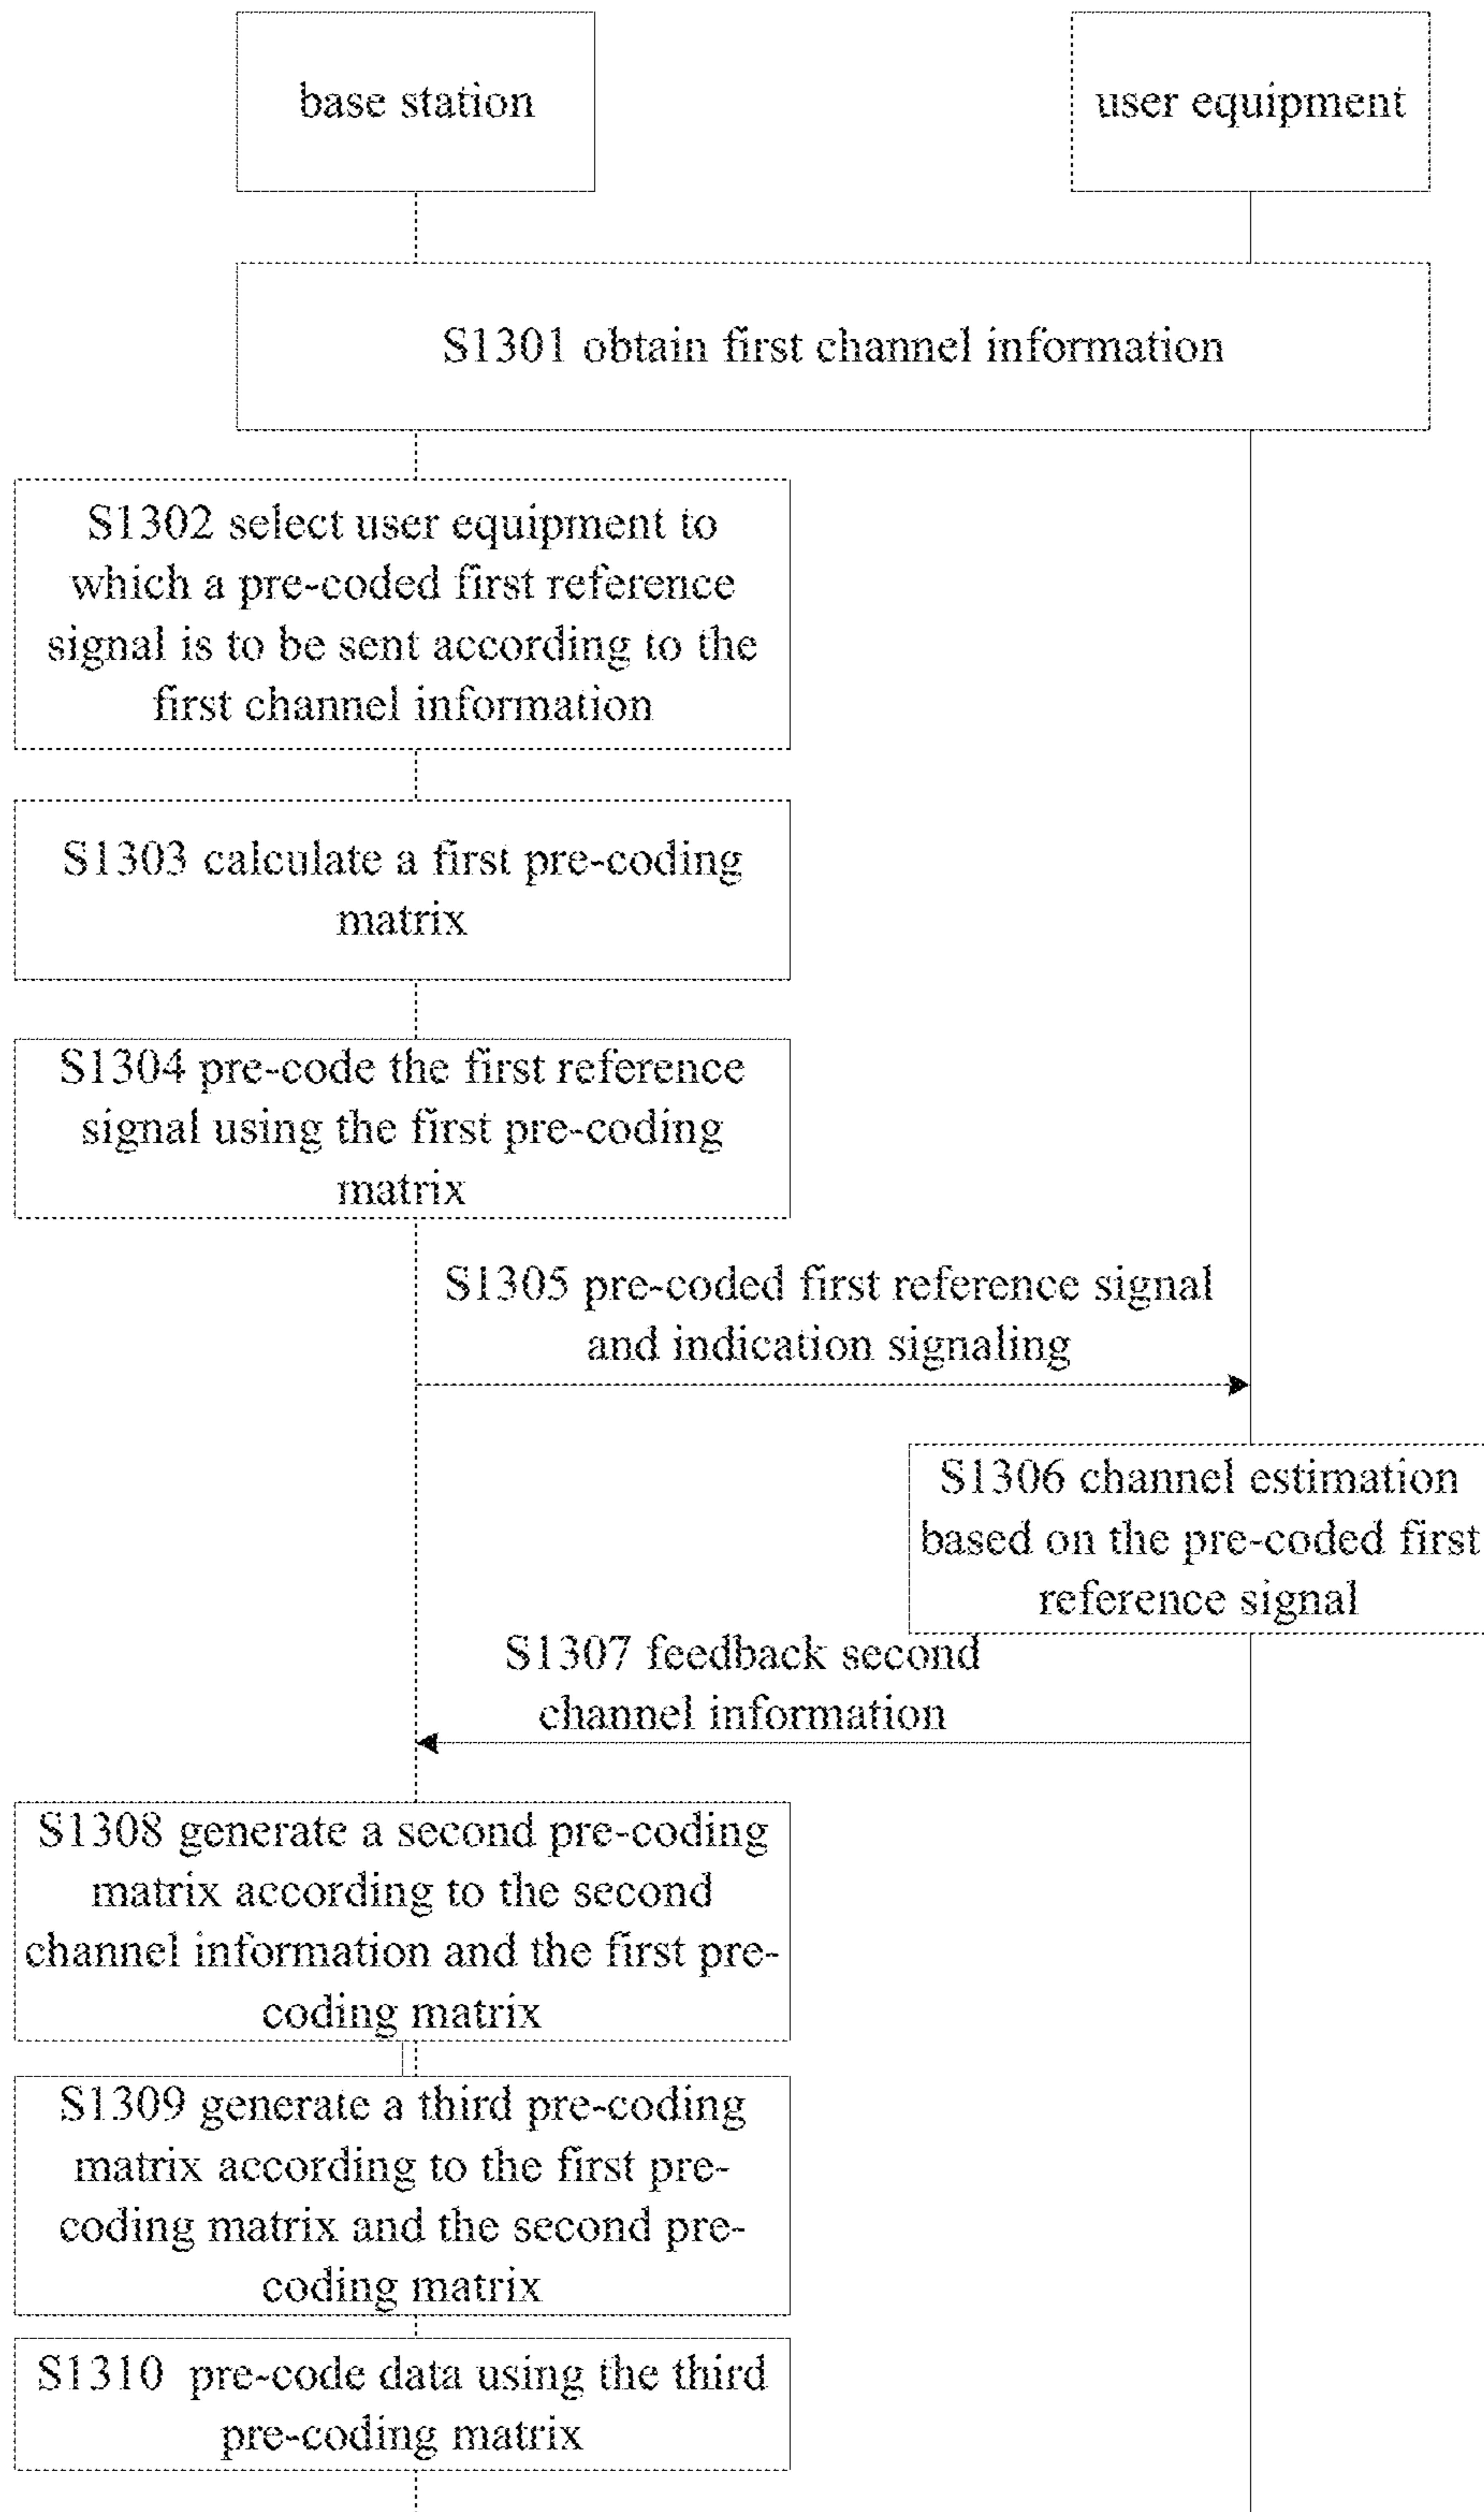 base station
user equipment
S1301 obtain first channel information
S1302 select user equipment to
which a pre-coded first reference
signal is to be sent according to the
first channel information
S1303 calculate a first pre-coding
matrix
S1304 pre-code the first reference
signal using the first pre-coding
matrix
S1305 pre-coded first reference signal
and indication signaling
S1306 channel estimation
based on the pre-coded first
reference signal
S1307 feedback second
channel information
S1308 generate a second pre-coding
matrix according to the second
channel information and the first pre-
coding matrix
S1309 generate a third pre-coding
matrix according to the first pre-
coding matrix and the second pre-
coding matrix
S1310 pre-code data using the third
pre-coding matrix